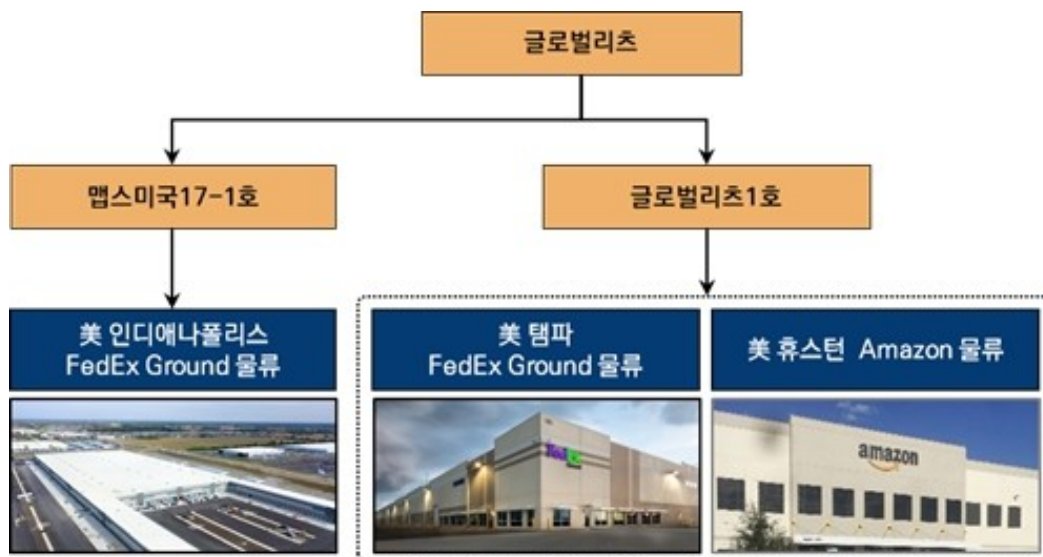 글로벌리츠
맵스미국17-1호
글로벌리츠1호
美 인디애나폴리스
FedEx Ground 물류
美 탬파
FedEx Ground 물류
美 휴스턴 Amazon 물류
FedEx
amazon